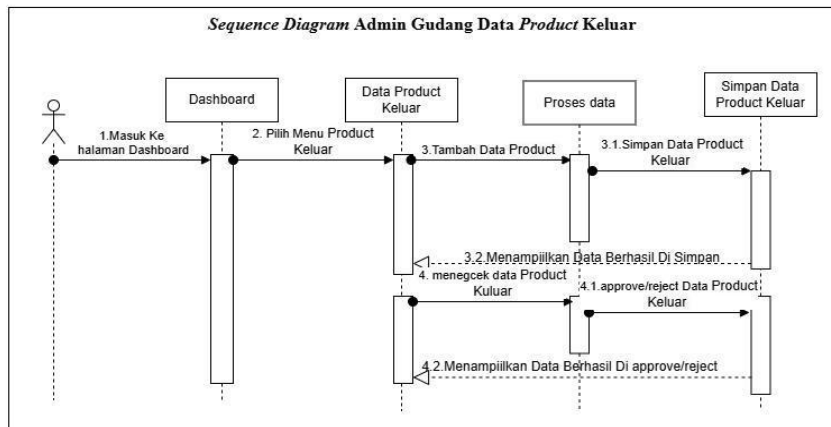 Sequence Diagram Admin Gudang Data Product Keluar
Dashboard
Data Product
Keluar
Proses data
Simpan Data
Product Keluar
1.Masuk Ke
halaman Dashboard
2. Pilih Menu Product
Keluar
3.Tambah Data Product
3.1.Simpan Data Product
Keluar
3.2.Menampiilkan Data Berhasil Di Simpan
4. menegcek data Product
Kuluar
4.1.approve/reject Data Product
Keluar
4.2.Menampiilkan Data Berhasil Di approve/reject